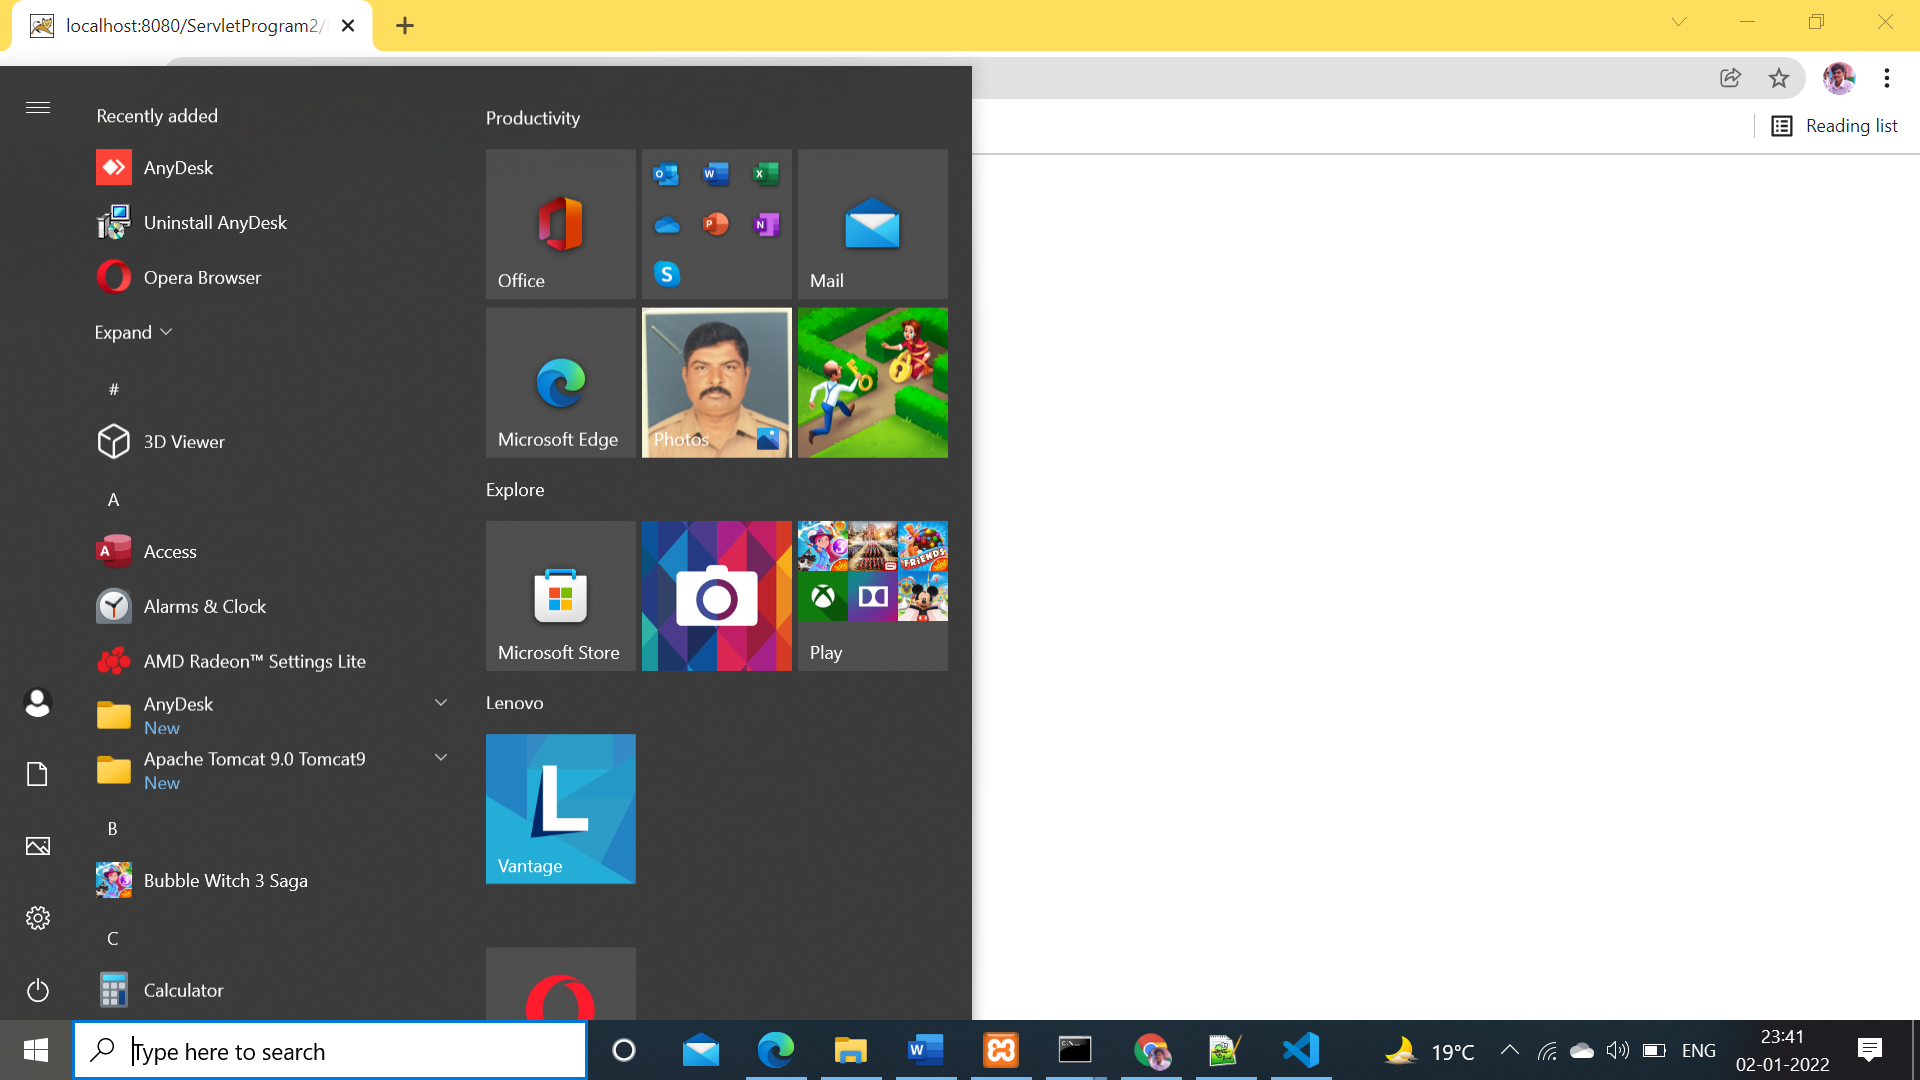 localhost:8080/ServletProgram2/
Reading list
Recently added
AnyDesk
Uninstall AnyDesk
Opera Browser
Expand
#
3D Viewer
A
Access
Alarms & Clock
AMD Radeon™ Settings Lite
AnyDesk
New
Apache Tomcat 9.0 Tomcat9
New
B
Bubble Witch 3 Saga
C
Calculator
Productivity
Office
Mail
Microsoft Edge
Photos
Explore
Microsoft Store
FRIENDS
Play
Lenovo
L
Vantage
Type here to search
19°C
ENG
23:41
02-01-2022